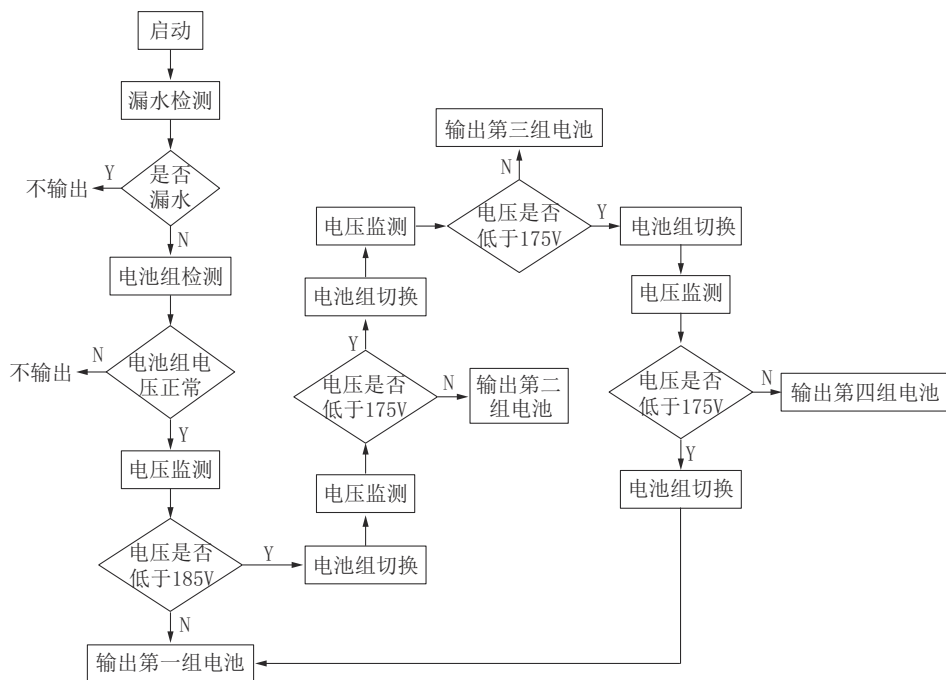 启动
漏水检测
是否
漏水
Y
不输出
N
电池组检测
电池组电
压正常
N
不输出
Y
电压监测
电压是否
低于185V
Y
N
输出第一组电池
电池组切换
电压监测
电压是否
低于175V
N
输出第二
组电池
Y
电池组切换
电压监测
电压是否
低于175V
N
输出第三组电池
Y
电池组切换
电压监测
电压是否
低于175V
N
输出第四组电池
Y
电池组切换